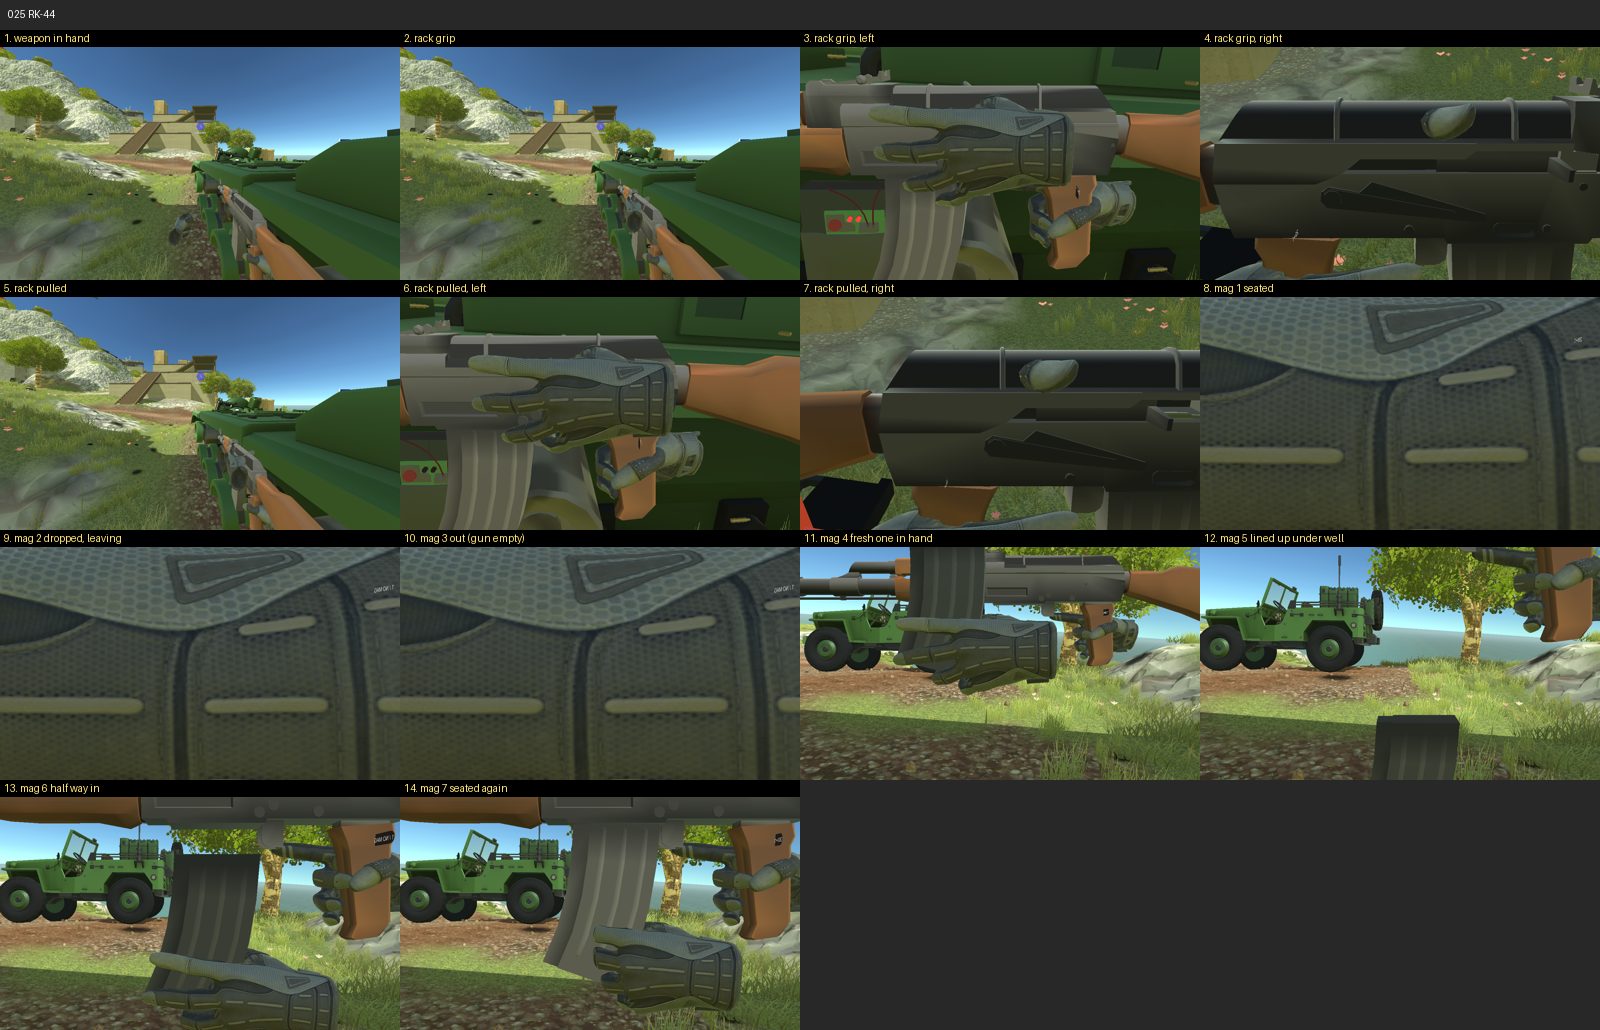 025 RK-44
1. weapon in hand
2. rack grip
3. rack grip, left
4. rack grip, right
5. rack pulled
6. rack pulled, left
7. rack pulled, right
8. mag 1 seated
9. mag 2 dropped, leaving
10. mag 3 out (gun empty)
11. mag 4 fresh one in hand
12. mag 5 lined up under well
13. mag 6 half way in
14. mag 7 seated again